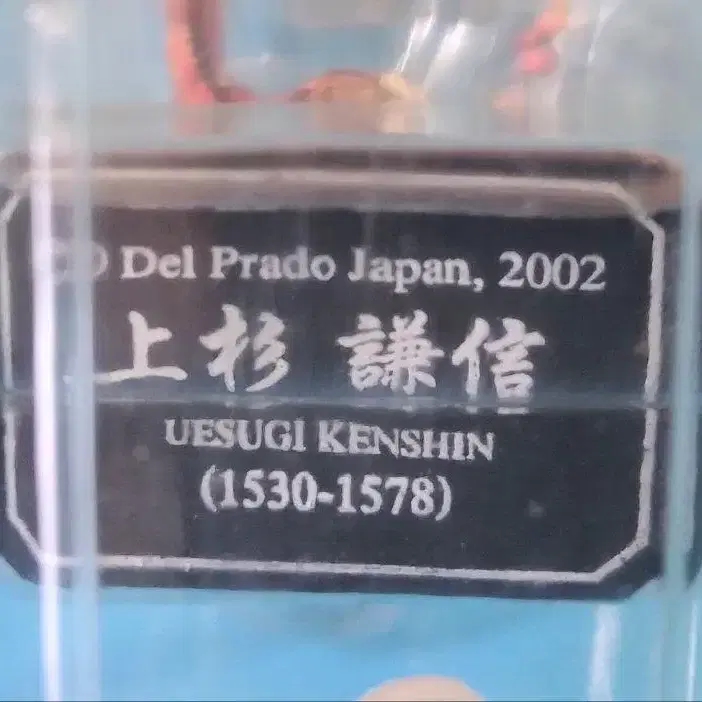 Del Prado Japan, 2002
上杉 謙信
UESUGI KENSHIN
(1530-1578)